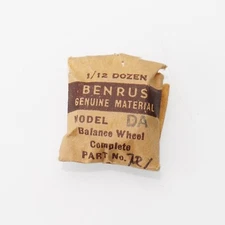 1/12 DOZEN
BENRUS
GENUINE MATERIAL
MODEL DA
Balance Wheel
Complete
PART No.